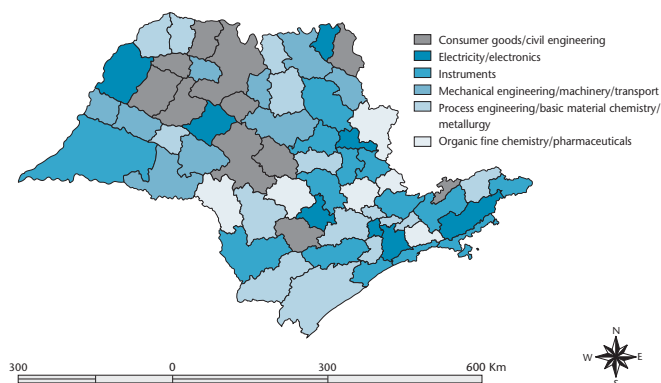 Consumer goods/civil engineering
Electricity/electronics
Instruments
Mechanical engineering/machinery/transport
Process engineering/basic material chemistry/
metallurgy
Organic fine chemistry/pharmaceuticals
N
W E
S
300 0 300 600 Km